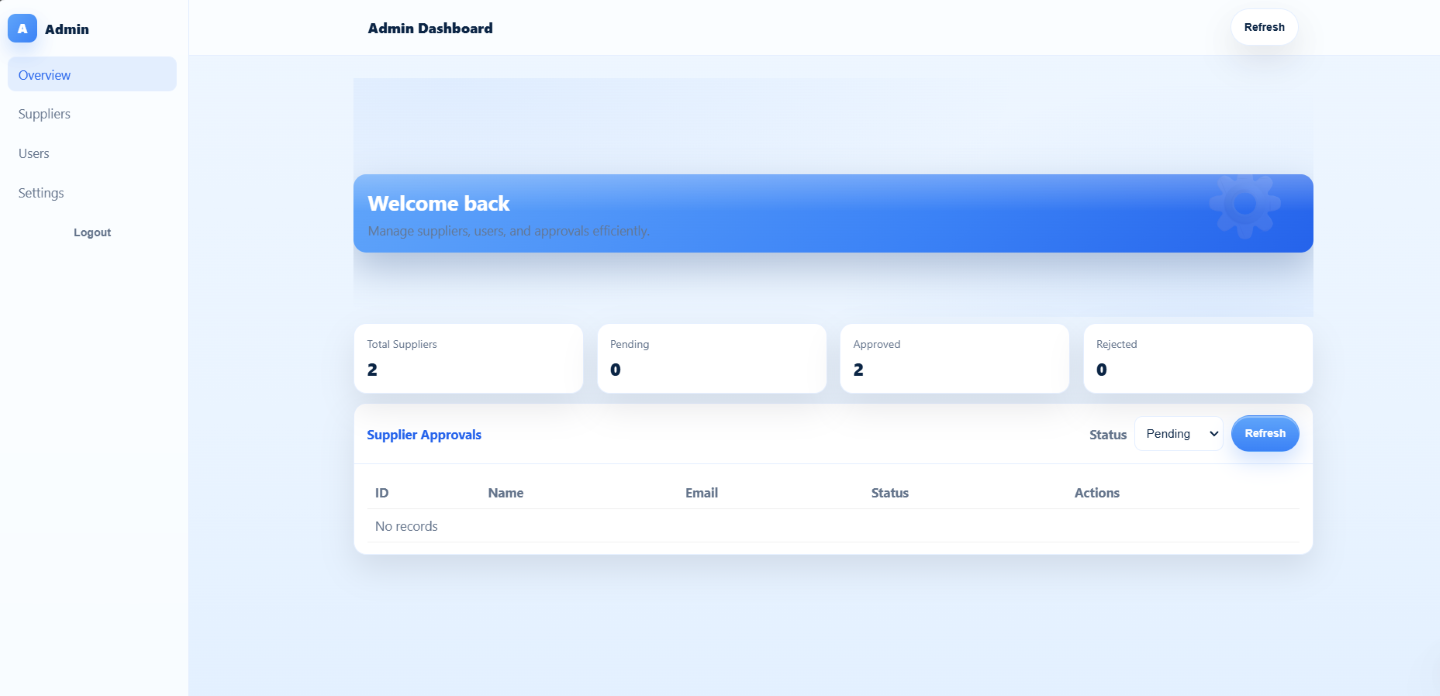 A Admin
Overview
Suppliers
Users
Settings
Logout
Admin Dashboard
Refresh
Welcome back
Manage suppliers, users, and approvals efficiently.
Total Suppliers
2
Pending
0
Approved
2
Rejected
0
Supplier Approvals
Status Pending Refresh
ID Name Email Status Actions
No records